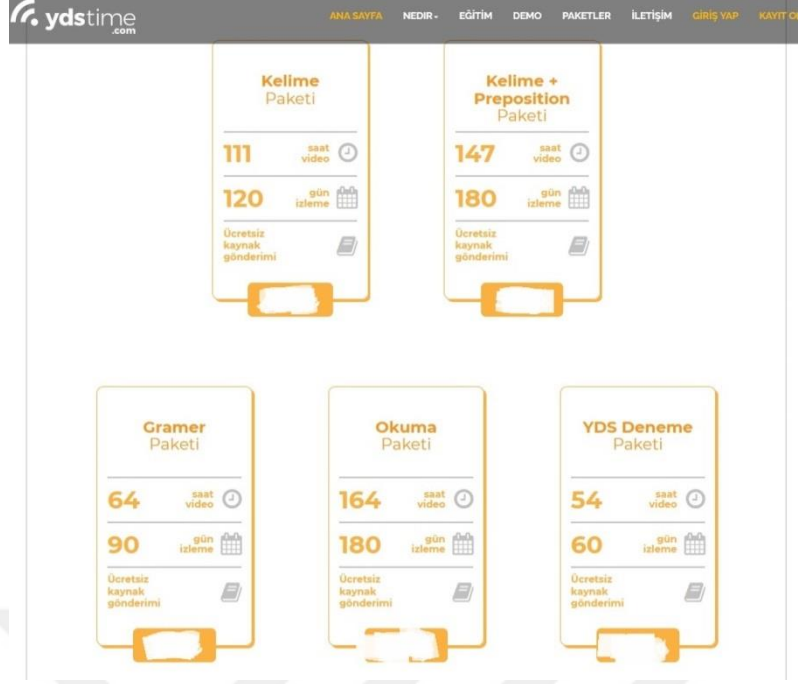 ydstime
.com
ANA SAYFA NEDIR EĞİTİM DEMO PAKETLER İLETİŞİM GİRİŞ YAP KAYIT
Kelime
Paketi
111 saat
video
120 gün
izleme
Ücretsiz
kaynak
gönderimi
Kelime +
Preposition
Paketi
147 saat
video
180 gün
izleme
Ücretsiz
kaynak
gönderimi
Gramer
Paketi
64 saat
video
90 gün
izleme
Ücretsiz
kaynak
gönderimi
Okuma
Paketi
164 saat
video
180 gün
izleme
Ücretsiz
kaynak
gönderimi
YDS Deneme
Paketi
54 saat
video
60 gün
izleme
Ücretsiz
kaynak
gönderimi